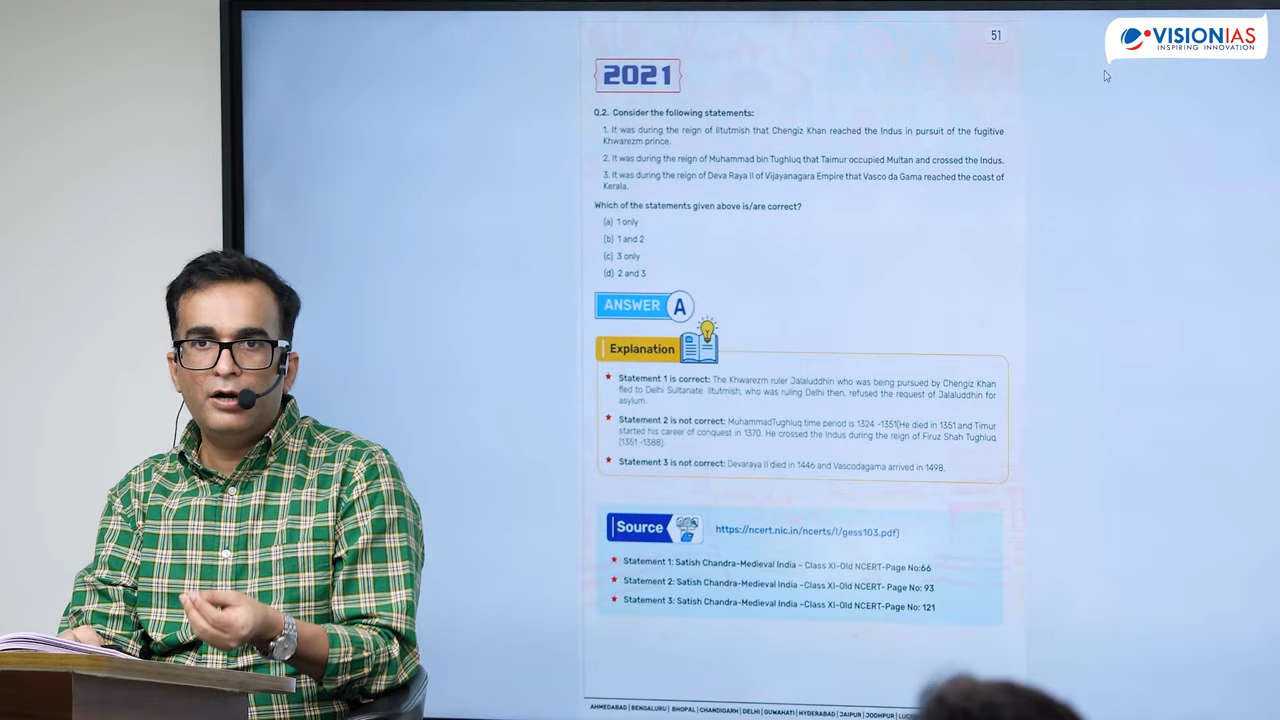 51
VISIONIAS
INSPIRING INNOVATION
2021
Q.2. Consider the following statements:
1. It was during the reign of Iltutmish that Chengiz Khan reached the Indus in pursuit of the fugitive
Khwarezm prince.
2. It was during the reign of Muhammad bin Tughluq that Taimur occupied Multan and crossed the Indus.
3. It was during the reign of Deva Raya II of Vijayanagara Empire that Vasco da Gama reached the coast of
Kerala.
Which of the statements given above is/are correct?
(a) 1 only
(b) 1 and 2
(c) 3 only
(d) 2 and 3
ANSWER A
Explanation
Statement 1 is correct: The Khwarezm ruler Jalaluddhin who was being pursued by Chengiz Khan
fled to Delhi Sultanate. Iltutmish, who was ruling Delhi then, refused the request of Jalaluddhin for
asylum.
Statement 2 is not correct: MuhammadTughluq time period is 1324 -1351(He died in 1351 and Timur
started his career of conquest in 1370. He crossed the Indus during the reign of Firuz Shah Tughluq
(1351 -1388).
Statement 3 is not correct: Devaraya II died in 1446 and Vascodagama arrived in 1498.
Source
https://ncert.nic.in/ncerts/l/gess103.pdf)
Statement 1: Satish Chandra-Medieval India - Class XI-Old NCERT-Page No:66
Statement 2: Satish Chandra-Medieval India -Class XI-Old NCERT- Page No: 93
Statement 3: Satish Chandra-Medieval India -Class XI-Old NCERT-Page No: 121
AHMEDABAD | BENGALURU | BHOPAL | CHANDIGARH | DELHI | GUWAHATI | HYDERABAD | JAIPUR | JODHPUR |